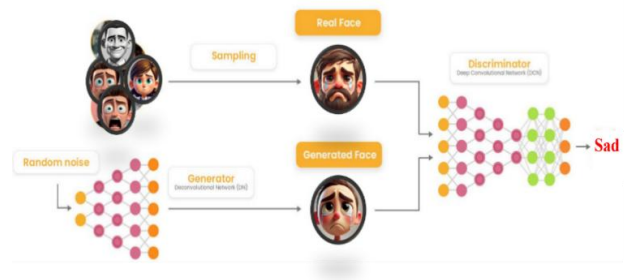 Real Face
Sampling
Discriminator
Deep Convolutional Network (DCN)
Sad
Random noise
Generated Face
Generator
Deconvolutional Network (DN)